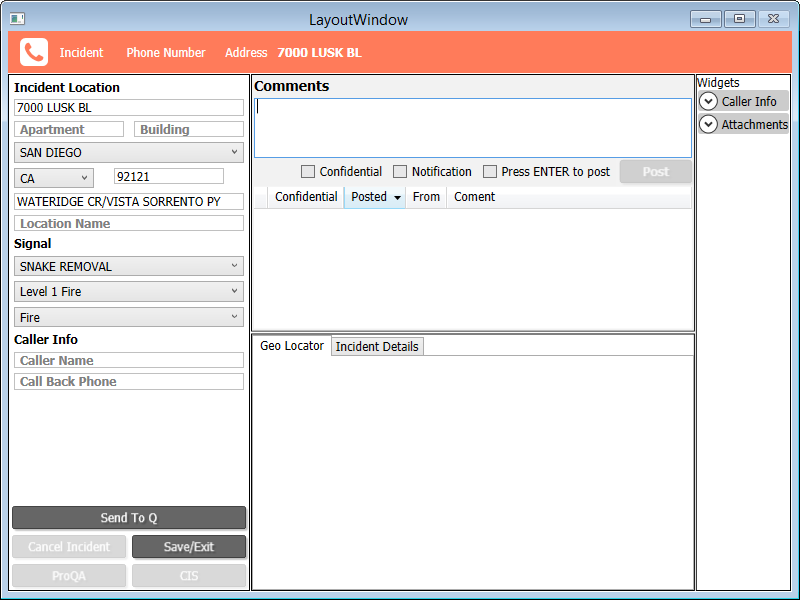 LayoutWindow
Incident Phone Number Address 7000 LUSK BL
Incident Location
7000 LUSK BL
Apartment Building
SAN DIEGO
CA 92121
WATERIDGE CR/VISTA SORRENTO PY
Location Name
Signal
SNAKE REMOVAL
Level 1 Fire
Fire
Caller Info
Caller Name
Call Back Phone
Send To Q
Cancel Incident Save/Exit
ProQA CIS
Comments
Confidential Notification Press ENTER to post Post
Confidential Posted From Coment
Geo Locator Incident Details
Widgets
Caller Info
Attachments